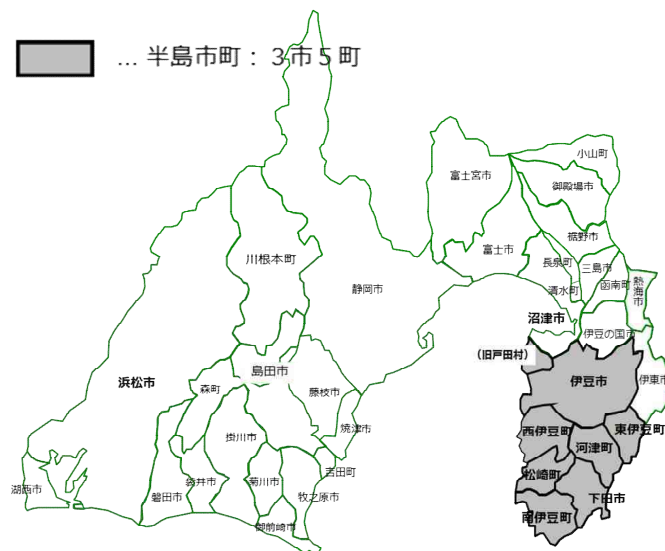 … 半島市町：３市５町
小山町
富士宮市
御殿場市
裾野市
富士市
川根本町
長泉町
三島市
静岡市
清水町
函南町
熱海市
沼津市
伊豆の国市
（旧戸田村）
島田市
浜松市
伊豆市
伊東市
森町
藤枝市
西伊豆町
東伊豆町
掛川市
焼津市
河津町
吉田町
松崎町
湖西市
磐田市
袋井市
菊川市
牧之原市
下田市
南伊豆町
御前崎市